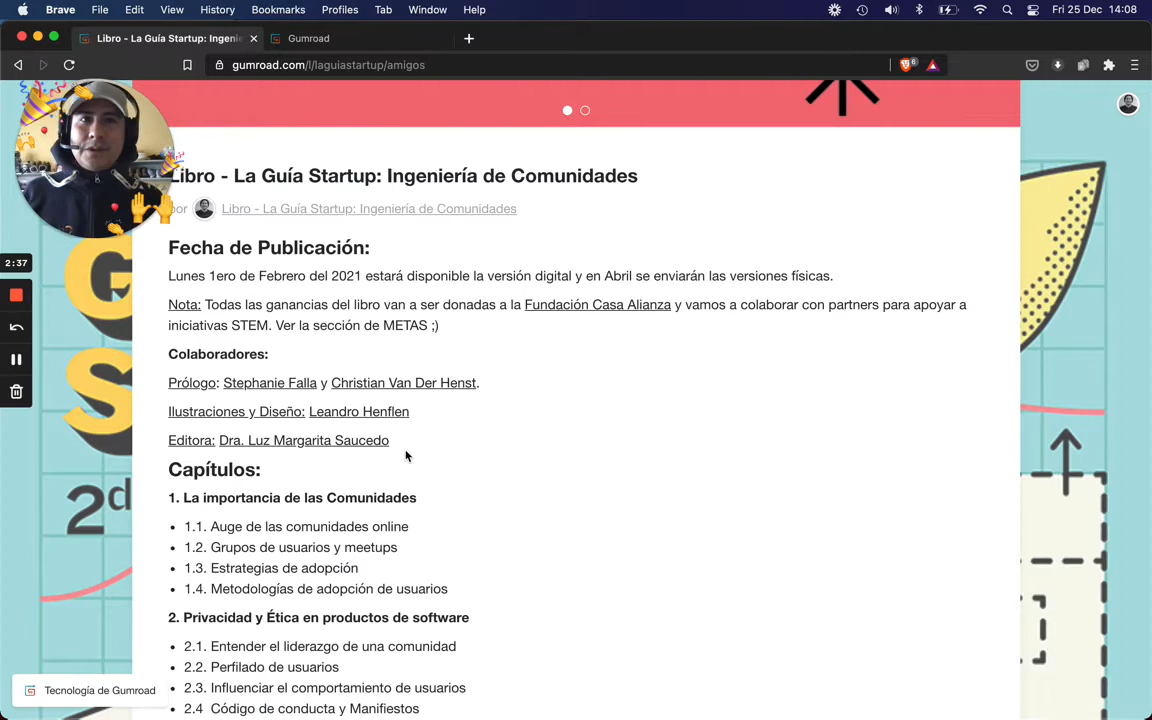 Brave File Edit View History Bookmarks Profiles Tab Window Help Fri 25 Dec 14:08
Libro - La Guía Startup: Ingenie Gumroad
gumroad.com/l/laguiastartup/amigos 6
Libro - La Guía Startup: Ingeniería de Comunidades
por Libro - La Guía Startup: Ingeniería de Comunidades
Fecha de Publicación:
2:37
Lunes 1ero de Febrero del 2021 estará disponible la versión digital y en Abril se enviarán las versiones físicas.
Nota: Todas las ganancias del libro van a ser donadas a la Fundación Casa Alianza y vamos a colaborar con partners para apoyar a
iniciativas STEM. Ver la sección de METAS ;)
Colaboradores:
Prólogo: Stephanie Falla y Christian Van Der Henst.
Ilustraciones y Diseño: Leandro Henflen
Editora: Dra. Luz Margarita Saucedo
Capítulos:
1. La importancia de las Comunidades
1.1. Auge de las comunidades online
1.2. Grupos de usuarios y meetups
1.3. Estrategias de adopción
1.4. Metodologías de adopción de usuarios
2. Privacidad y Ética en productos de software
2.1. Entender el liderazgo de una comunidad
2.2. Perfilado de usuarios
2.3. Influenciar el comportamiento de usuarios
2.4 Código de conducta y Manifiestos
Tecnología de Gumroad
G
S
2d